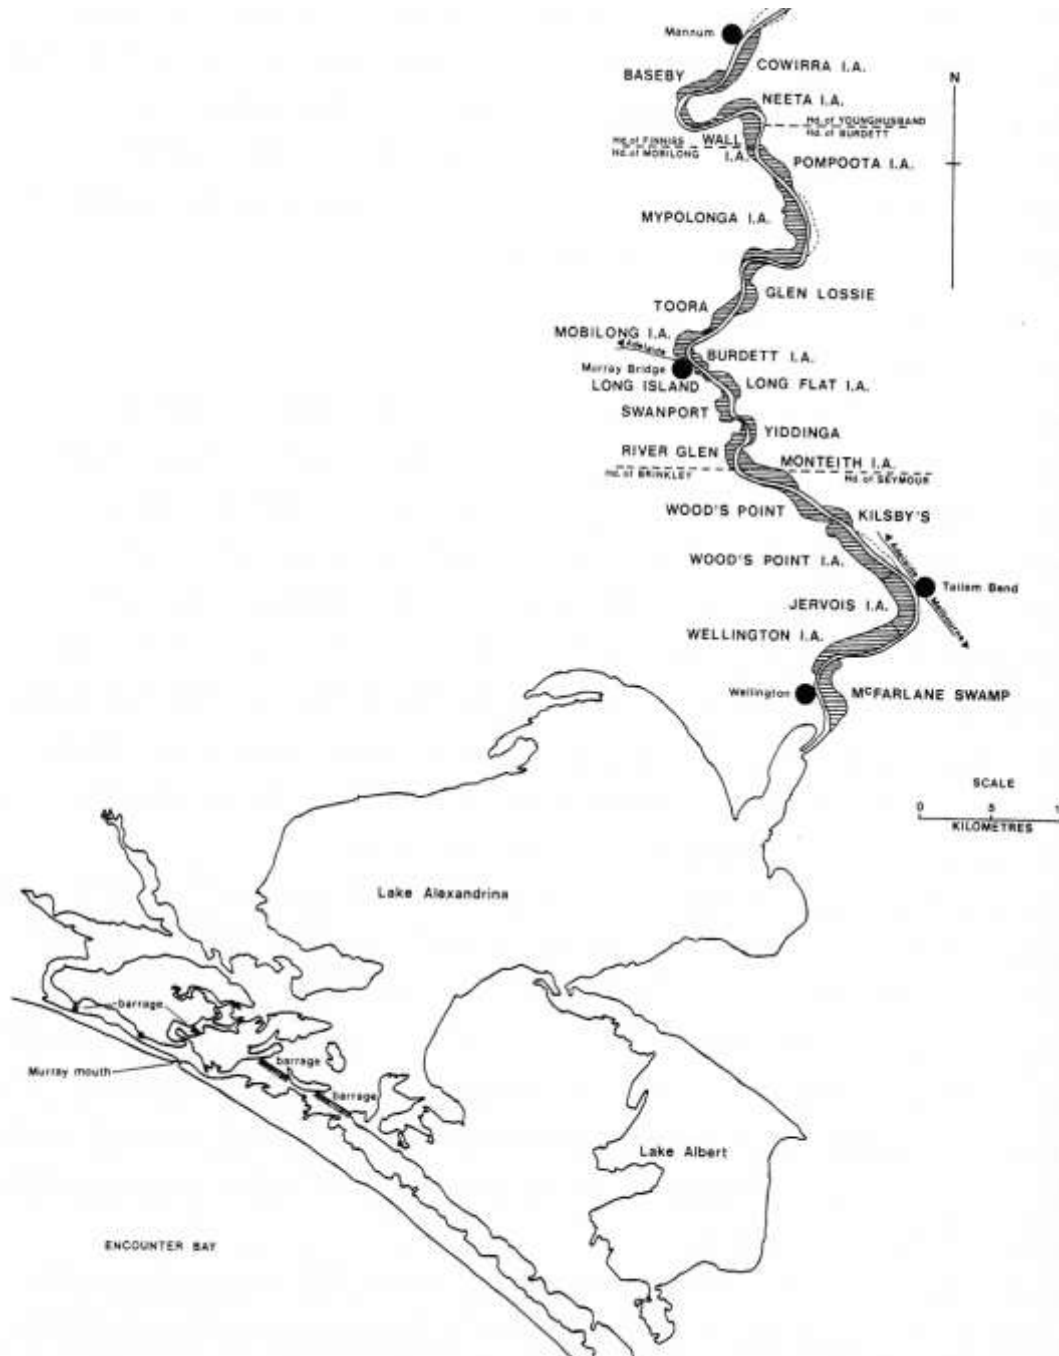 Mannum
COWIRRA I.A.
BASEBY
N
NEETA I.A.
Hd. of YOUNGHUSBAND
Hd. of BURDETT
Hd. of FINNISS
WALL
Hd. of MOBILONG
I.A.
POMPOOTA I.A.
MYPOLONGA I.A.
GLEN LOSSIE
TOORA
MOBILONG I.A.
Adelaide
BURDETT I.A.
Murray Bridge
LONG ISLAND
LONG FLAT I.A.
SWANPORT
YIDDINGA
RIVER GLEN
MONTEITH I.A.
Hd. of BRINKLEY
Hd. of SEYMOUR
WOOD'S POINT
KILSBY'S
Adelaide
WOOD'S POINT I.A.
Tailem Bend
JERVOIS I.A.
Melbourne
WELLINGTON I.A.
Wellington
McFARLANE SWAMP
SCALE
0 5 1
KILOMETRES
Lake Alexandrina
barrage
barrage
Murray mouth
barrage
Lake Albert
ENCOUNTER BAY